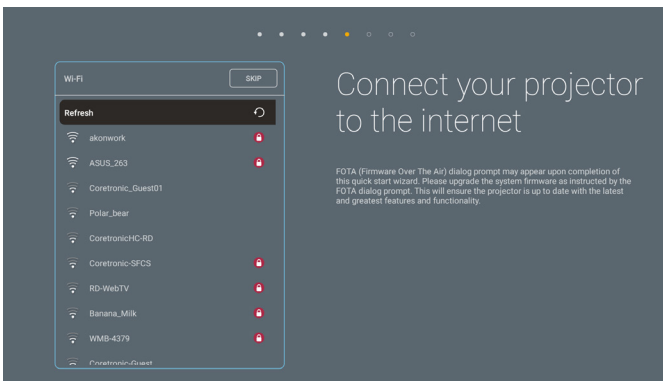 Wi-Fi
SKIP
Refresh
akonwork
ASUS_263
Coretronic_Guest01
Polar_bear
CoretronicHC-RD
Coretronic-SFCS
RD-WebTV
Banana_Milk
WMB-4379
Coretronic-Guest
Connect your projector
to the internet
FOTA (Firmware Over The Air) dialog prompt may appear upon completion of
this quick start wizard. Please upgrade the system firmware as instructed by the
FOTA dialog prompt. This will ensure the projector is up to date with the latest
and greatest features and functionality.